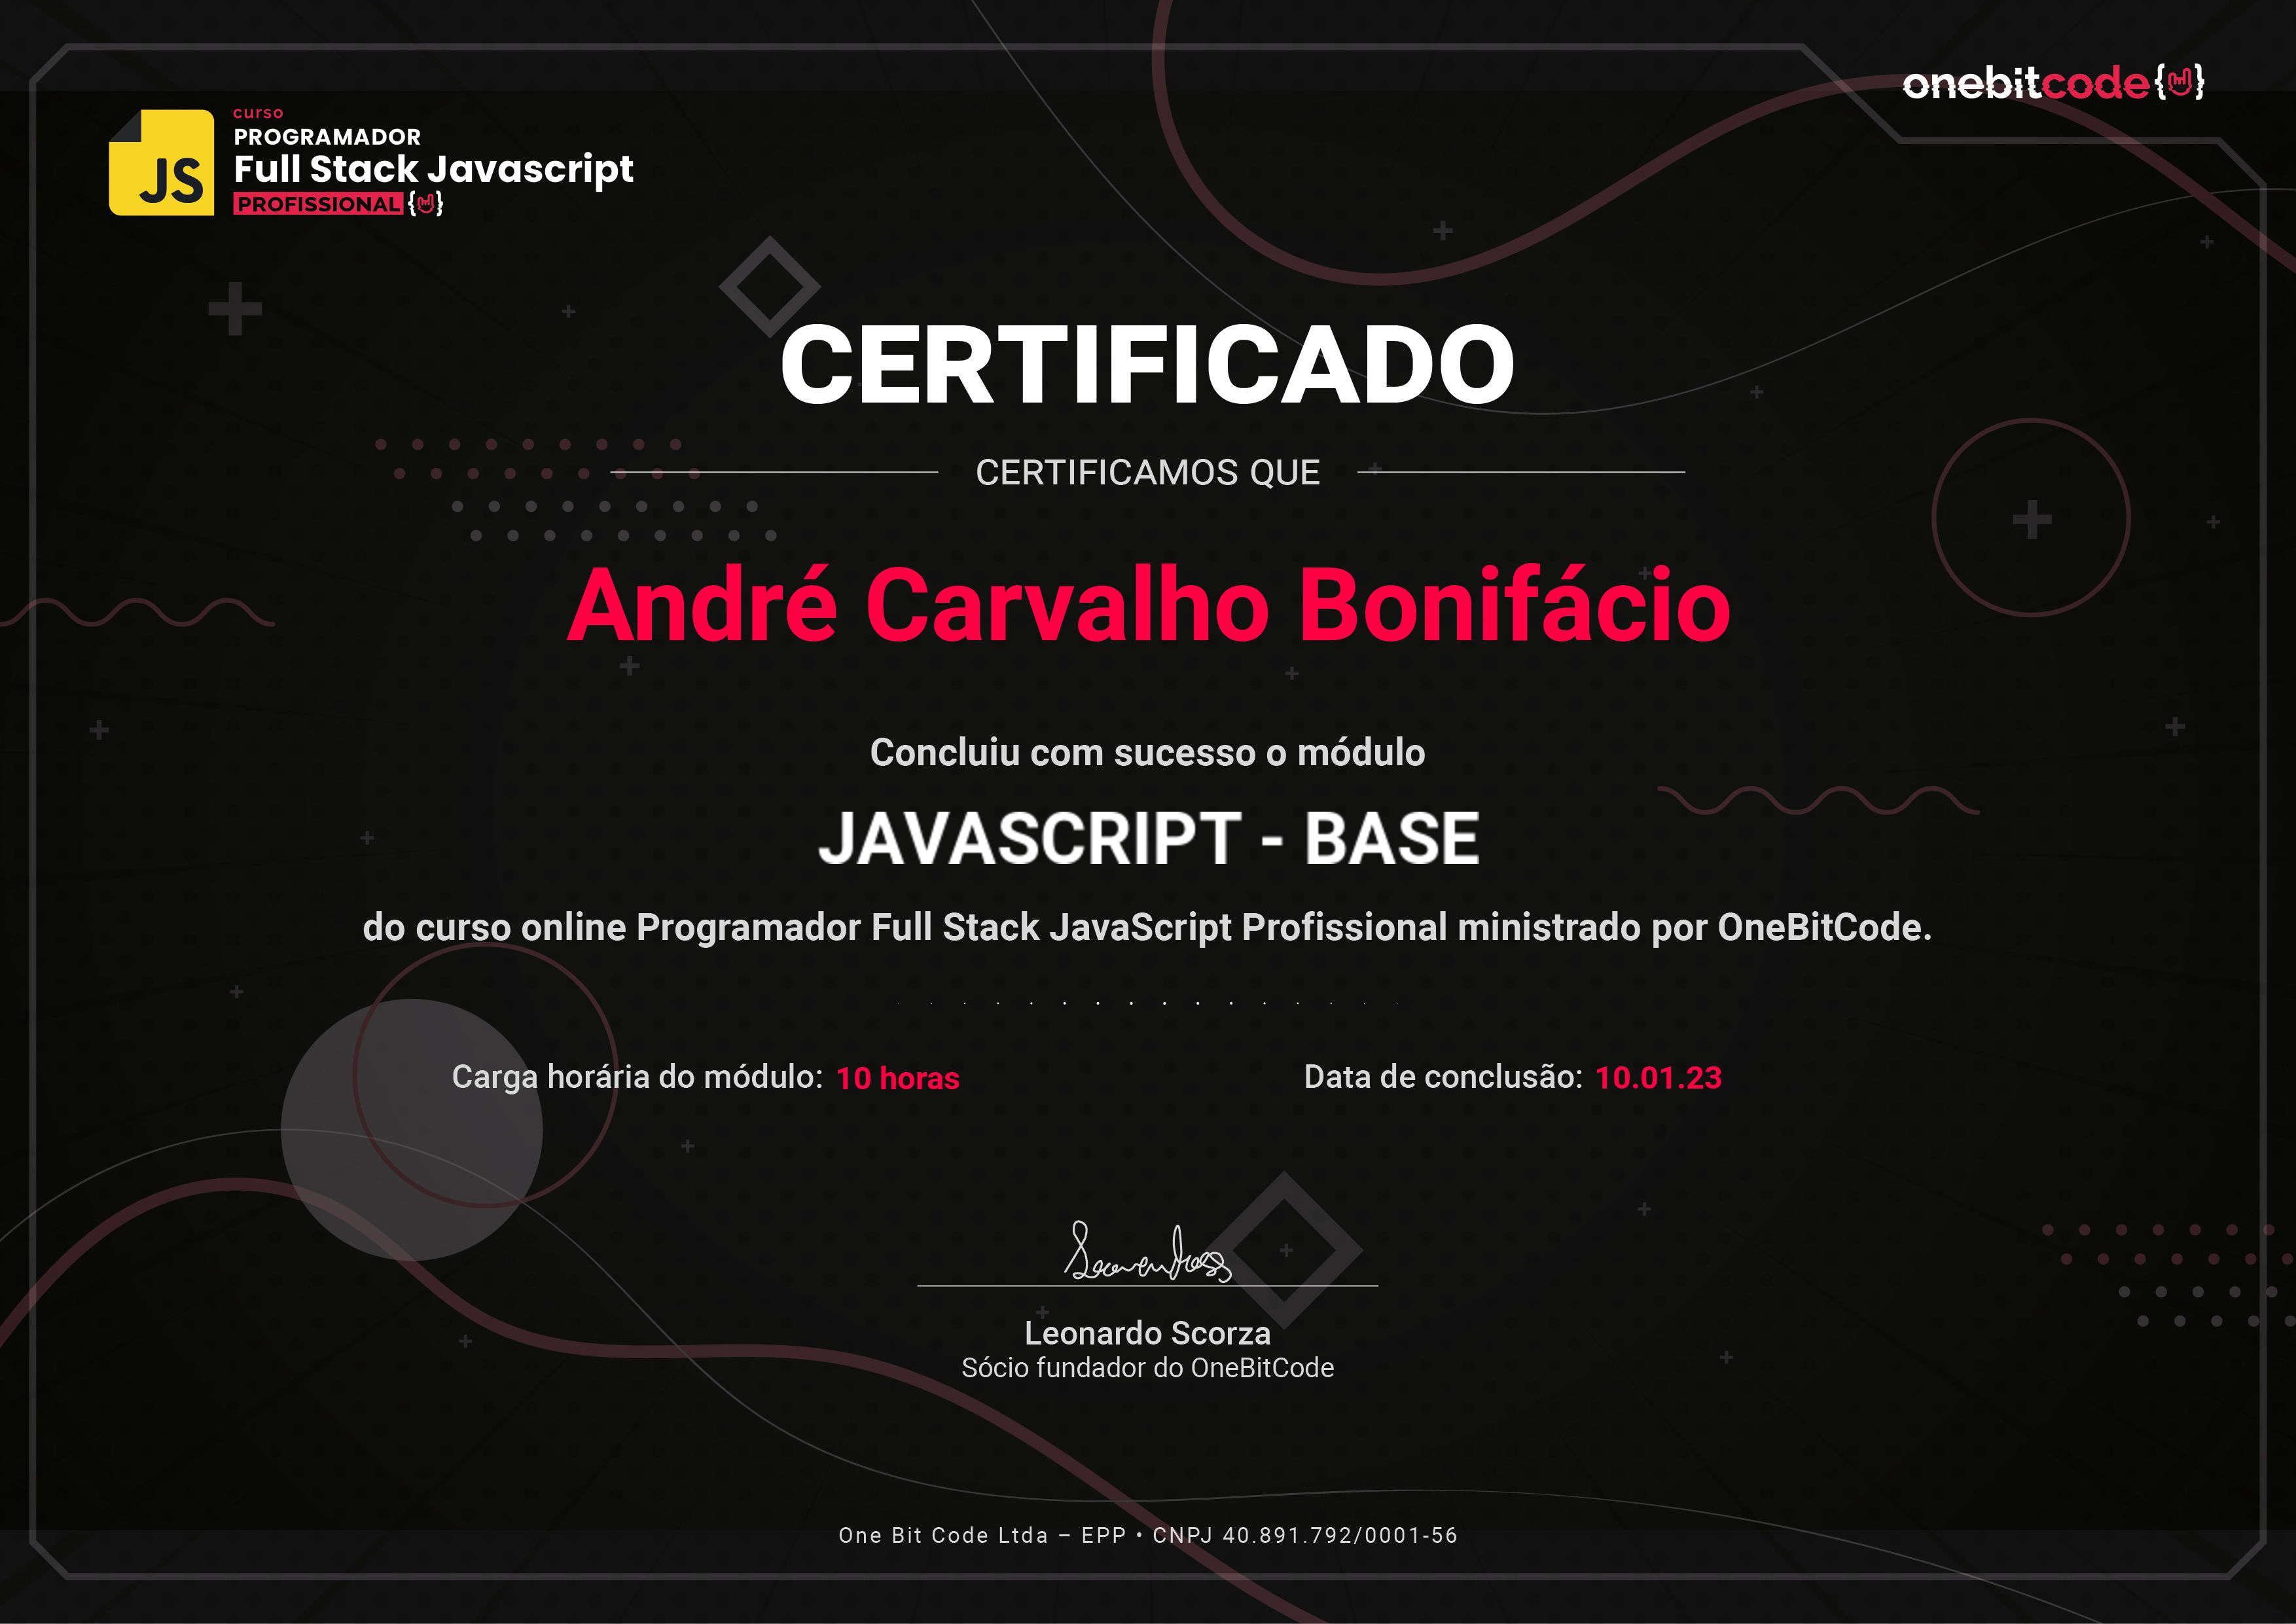 onebitcode{}
curso
PROGRAMADOR
Full Stack Javascript
PROFISSIONAL {}
JS
CERTIFICADO
CERTIFICAMOS QUE
André Carvalho Bonifácio
Concluiu com sucesso o módulo
JAVASCRIPT - BASE
do curso online Programador Full Stack JavaScript Profissional ministrado por OneBitCode.
Carga horária do módulo: 10 horas
Data de conclusão: 10.01.23
Leonardo Scorza
Sócio fundador do OneBitCode
One Bit Code Ltda – EPP • CNPJ 40.891.792/0001-56